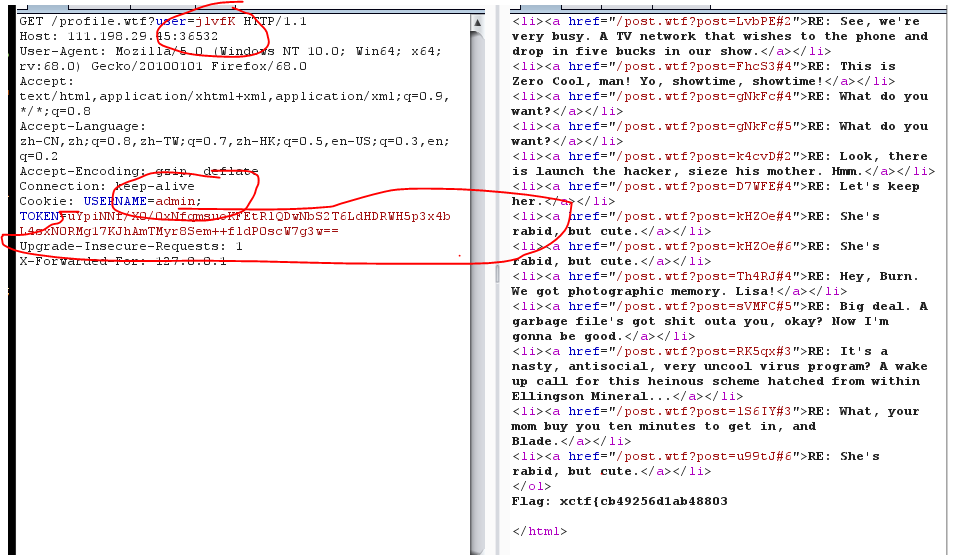 GET /profile.wtf?user=jlvfK HTTP/1.1
Host: 111.198.29.45:36532
User-Agent: Mozilla/5.0 (Windows NT 10.0; Win64; x64;
rv:68.0) Gecko/20100101 Firefox/68.0
Accept:
text/html,application/xhtml+xml,application/xml;q=0.9,
*/*;q=0.8
Accept-Language:
zh-CN,zh;q=0.8,zh-TW;q=0.7,zh-HK;q=0.5,en-US;q=0.3,en;
q=0.2
Accept-Encoding: gzip, deflate
Connection: keep-alive
Cookie: USERNAME=admin;
Upgrade-Insecure-Requests: 1
X-Forwarded-For: 127.0.0.1
<li><a href="/post.wtf?post=LvbPE#2">RE: See, we're
very busy. A TV network that wishes to the phone and
drop in five bucks in our show.</a></li>
<li><a href="/post.wtf?post=FhcS3#4">RE: This is
Zero Cool, man! Yo, showtime, showtime!</a></li>
<li><a href="/post.wtf?post=gNkFc#4">RE: What do you
want?</a></li>
<li><a href="/post.wtf?post=gNkFc#5">RE: What do you
want?</a></li>
<li><a href="/post.wtf?post=k4cvD#2">RE: Look, there
is launch the hacker, sieze his mother. Hmm.</a></li>
<li><a href="/post.wtf?post=D7WFE#4">RE: Let's keep
her.</a></li>
<li><a href="/post.wtf?post=kHZOe#4">RE: She's
rabid, but cute.</a></li>
<li><a href="/post.wtf?post=kHZOe#6">RE: She's
rabid, but cute.</a></li>
<li><a href="/post.wtf?post=Th4RJ#4">RE: Hey, Burn.
We got photographic memory. Lisa!</a></li>
<li><a href="/post.wtf?post=sVMFC#5">RE: Big deal. A
garbage file's got shit outa you, okay? Now I'm
gonna be good.</a></li>
<li><a href="/post.wtf?post=RK5qx#3">RE: It's a
nasty, antisocial, very uncool virus program? A wake
up call for this heinous scheme hatched from within
Ellingson Mineral...</a></li>
<li><a href="/post.wtf?post=lS6IY#3">RE: What, your
mom buy you ten minutes to get in, and
Blade.</a></li>
<li><a href="/post.wtf?post=u99tJ#6">RE: She's
rabid, but cute.</a></li>
</ol>
Flag: xctf{cb49256d1ab48803
</html>